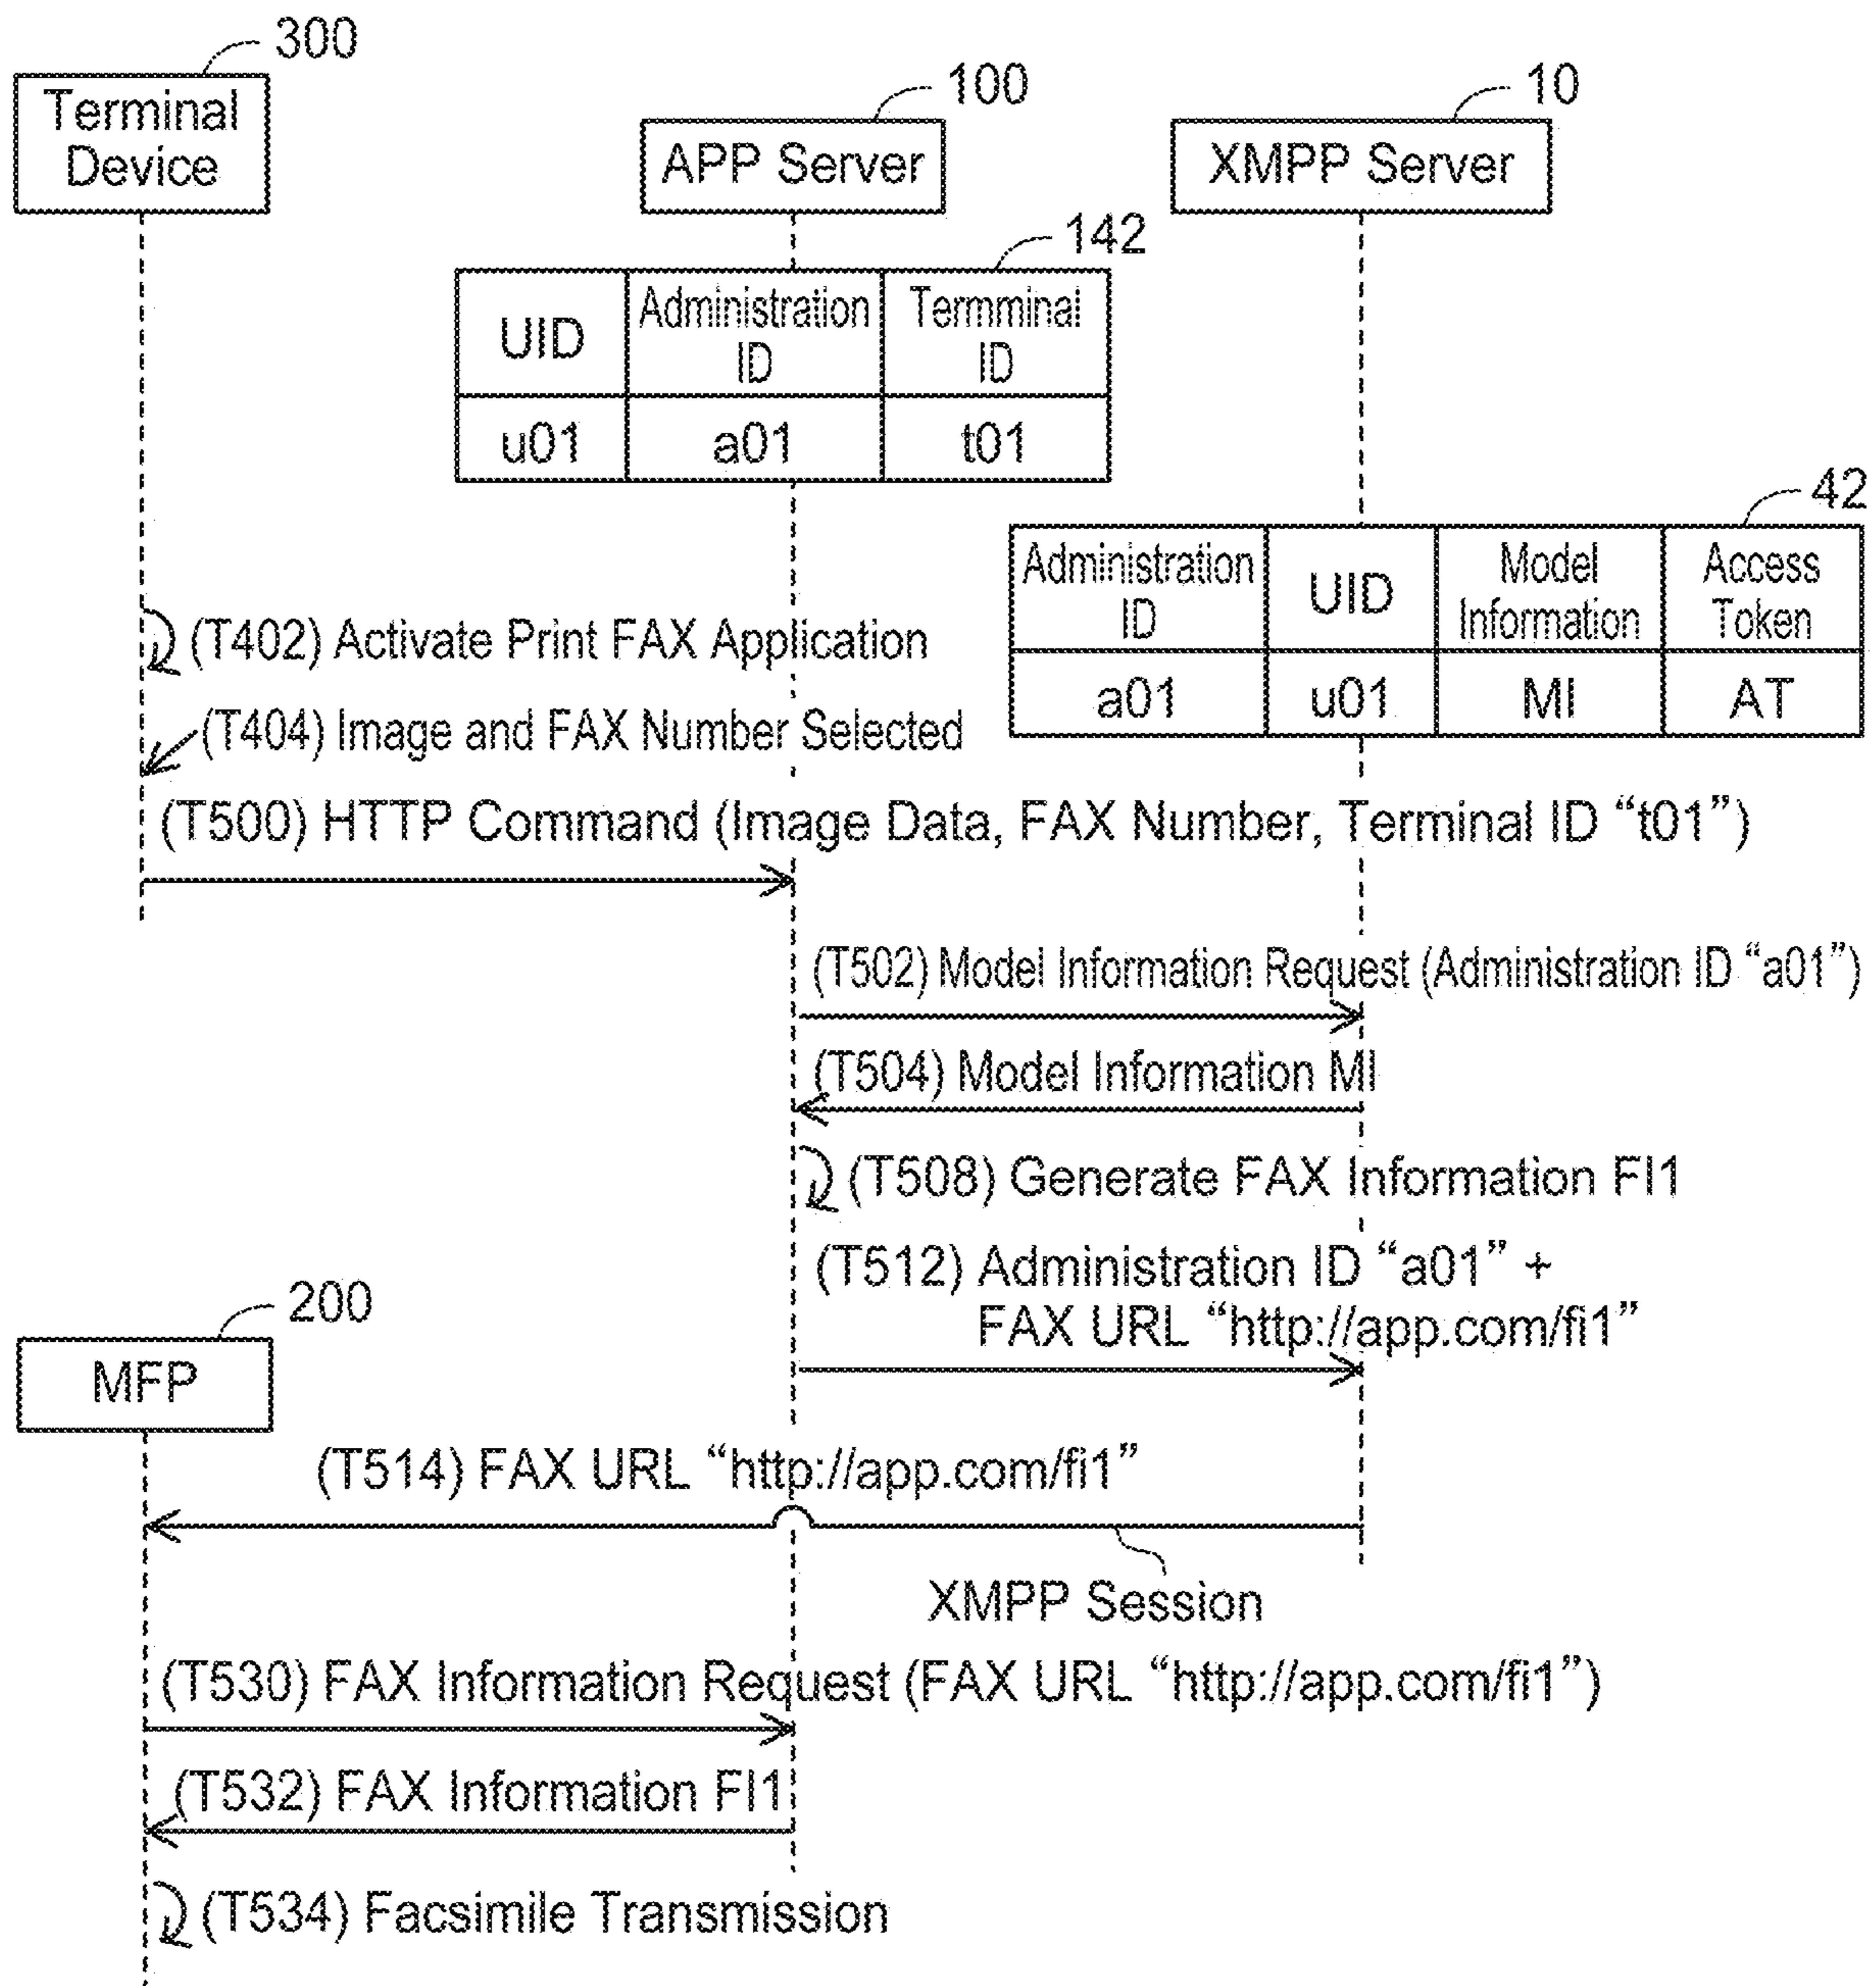 300
Terminal
Device
100
APP Server
10
XMPP Server
142
UID
Administration
ID
Termminal
ID
u01
a01
t01
42
Administration
ID
UID
Model
Information
Access
Token
a01
u01
MI
AT
(T402) Activate Print FAX Application
(T404) Image and FAX Number Selected
(T500) HTTP Command (Image Data, FAX Number, Terminal ID “t01”)
(T502) Model Information Request (Administration ID “a01”)
(T504) Model Information MI
(T508) Generate FAX Information FI1
(T512) Administration ID “a01” +
FAX URL “http://app.com/fi1”
200
MFP
(T514) FAX URL “http://app.com/fi1”
XMPP Session
(T530) FAX Information Request (FAX URL “http://app.com/fi1”)
(T532) FAX Information FI1
(T534) Facsimile Transmission